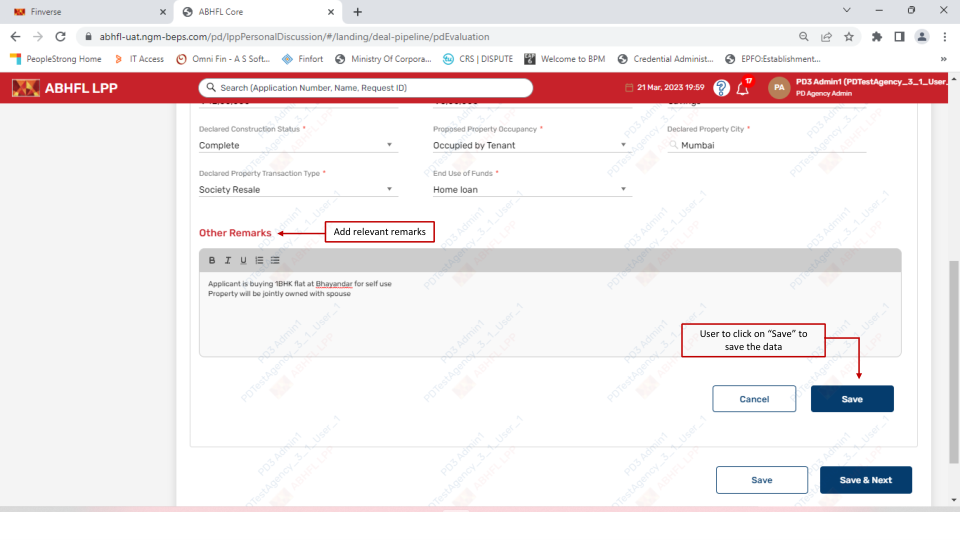 Finverse
ABHFL Core
abhfl-uat.ngm-beps.com/pd/lppPersonalDiscussion/#/landing/deal-pipeline/pdEvaluation
PeopleStrong Home
IT Access
Omni Fin - A S Soft...
Finfort
Ministry Of Corpora...
CRS | DISPUTE
Welcome to BPM
Credential Administ...
EPFO:Establishment...
ABHFL LPP
Search (Application Number, Name, Request ID)
21 Mar, 2023 19:59
17
PA
PD3 Admin1 (PDTestAgency_3_1_User_
PD Agency Admin
Declared Construction Status *
Proposed Property Occupancy *
Declared Property City *
Complete
Occupied by Tenant
Mumbai
Declared Property Transaction Type *
End Use of Funds *
Society Resale
Home loan
Other Remarks
Add relevant remarks
B I U
Applicant is buying 1BHK flat at Bhayandar for self use
Property will be jointly owned with spouse
User to click on “Save” to
save the data
Cancel
Save
Save
Save & Next